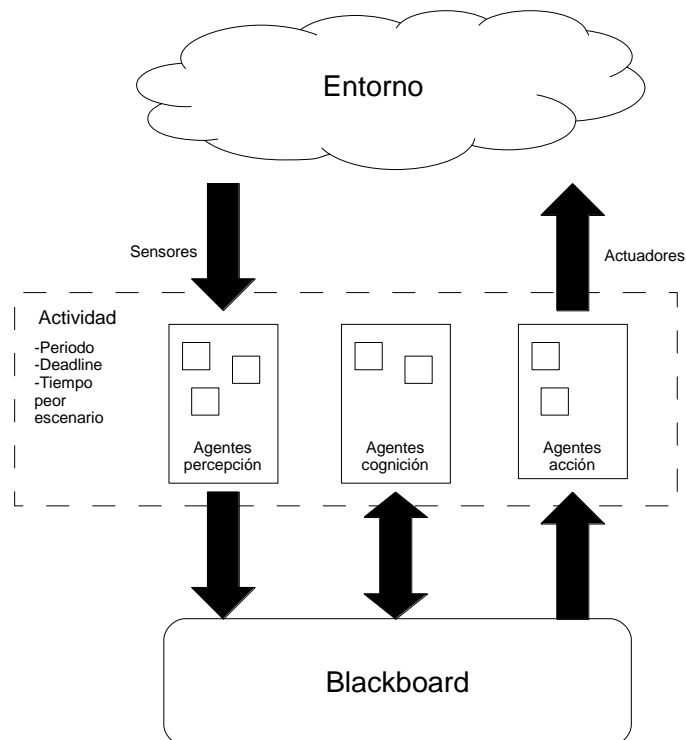 Entorno
Sensores
Actuadores
Actividad
-Periodo
-Deadline
-Tiempo
peor
escenario
Agentes
percepción
Agentes
cognición
Agentes
acción
Blackboard